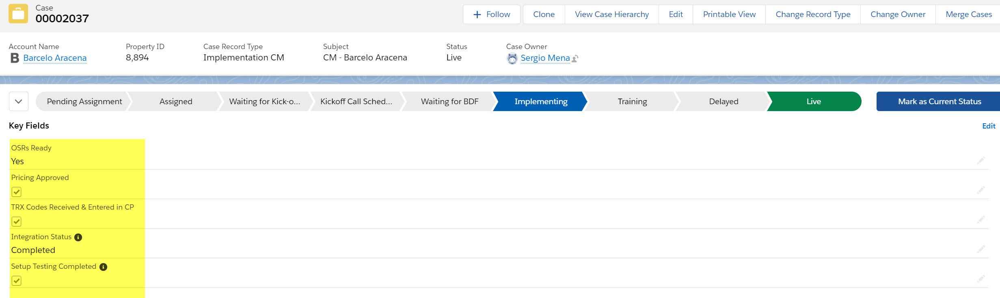 Case
00002037
Follow
Clone
View Case Hierarchy
Edit
Printable View
Change Record Type
Change Owner
Merge Cases
Account Name
B Barcelo Aracena
Property ID
8,894
Case Record Type
Implementation CM
Subject
CM - Barcelo Aracena
Status
Live
Case Owner
Sergio Mena
Pending Assignment
Assigned
Waiting for Kick-o...
Kickoff Call Sched...
Waiting for BDF
Implementing
Training
Delayed
Live
Mark as Current Status
Key Fields
Edit
OSRs Ready
Yes
Pricing Approved
TRX Codes Received & Entered in CP
Integration Status
Completed
Setup Testing Completed